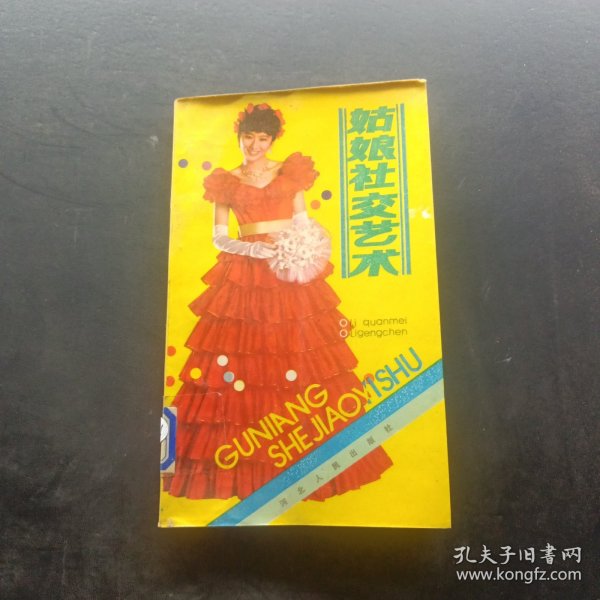 姑娘社交艺术
Li quanmei
Ligengchen
GUNIANG
SHEJIAOYISHU
河北人民出版社
孔夫子旧书网
www.kongfz.com